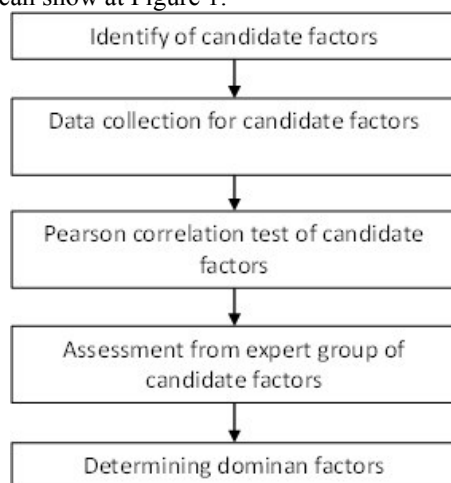 can show at Figure 1.
Identify of candidate factors
Data collection for candidate factors
Pearson correlation test of candidate
factors
Assessment from expert group of
candidate factors
Determining dominan factors